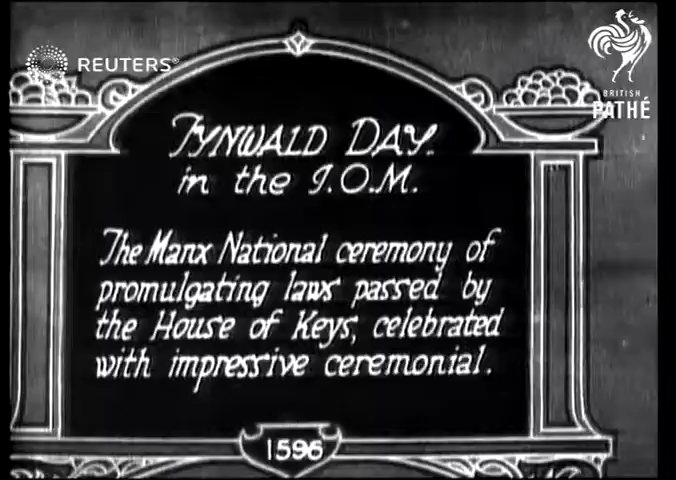 REUTERS®
BRITISH
PATHÉ
TYNWALD DAY.
in the I.O.M.
The Manx National ceremony of
promulgating laws passed by
the House of Keys, celebrated
with impressive ceremonial.
1596